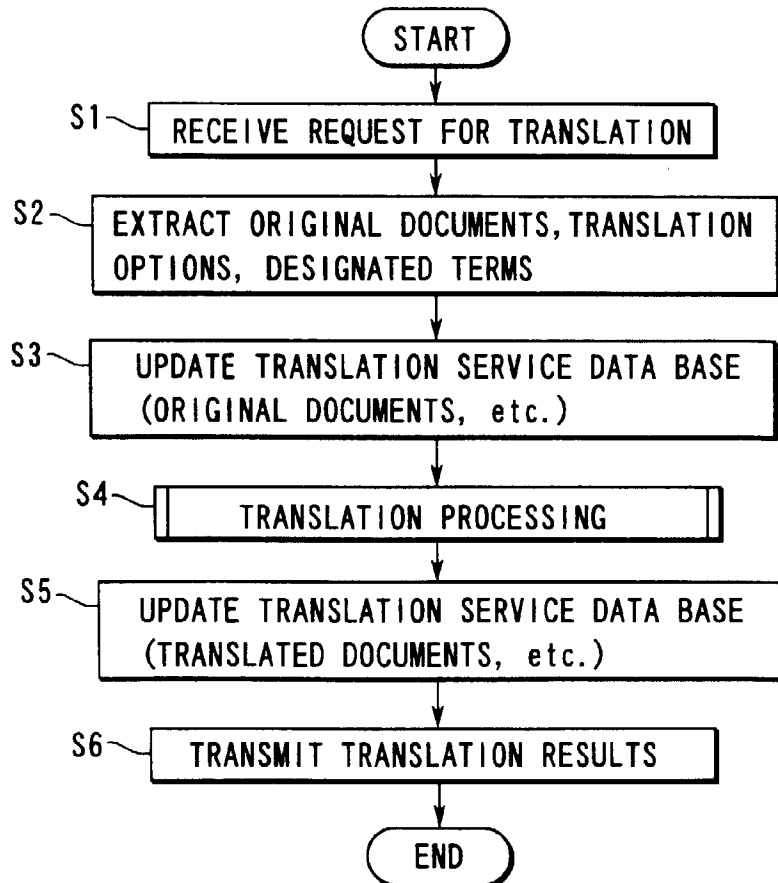 START
S1
RECEIVE REQUEST FOR TRANSLATION
S2
EXTRACT ORIGINAL DOCUMENTS, TRANSLATION
OPTIONS, DESIGNATED TERMS
S3
UPDATE TRANSLATION SERVICE DATA BASE
(ORIGINAL DOCUMENTS, etc.)
S4
TRANSLATION PROCESSING
S5
UPDATE TRANSLATION SERVICE DATA BASE
(TRANSLATED DOCUMENTS, etc.)
S6
TRANSMIT TRANSLATION RESULTS
END